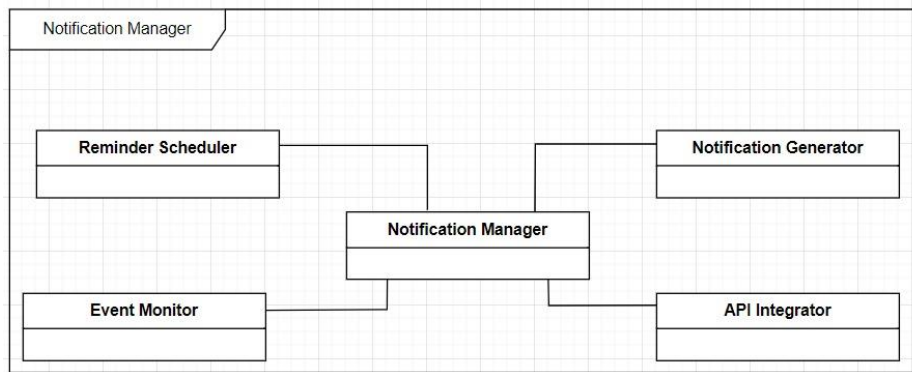 Notification Manager
Reminder Scheduler
Notification Generator
Notification Manager
Event Monitor
API Integrator